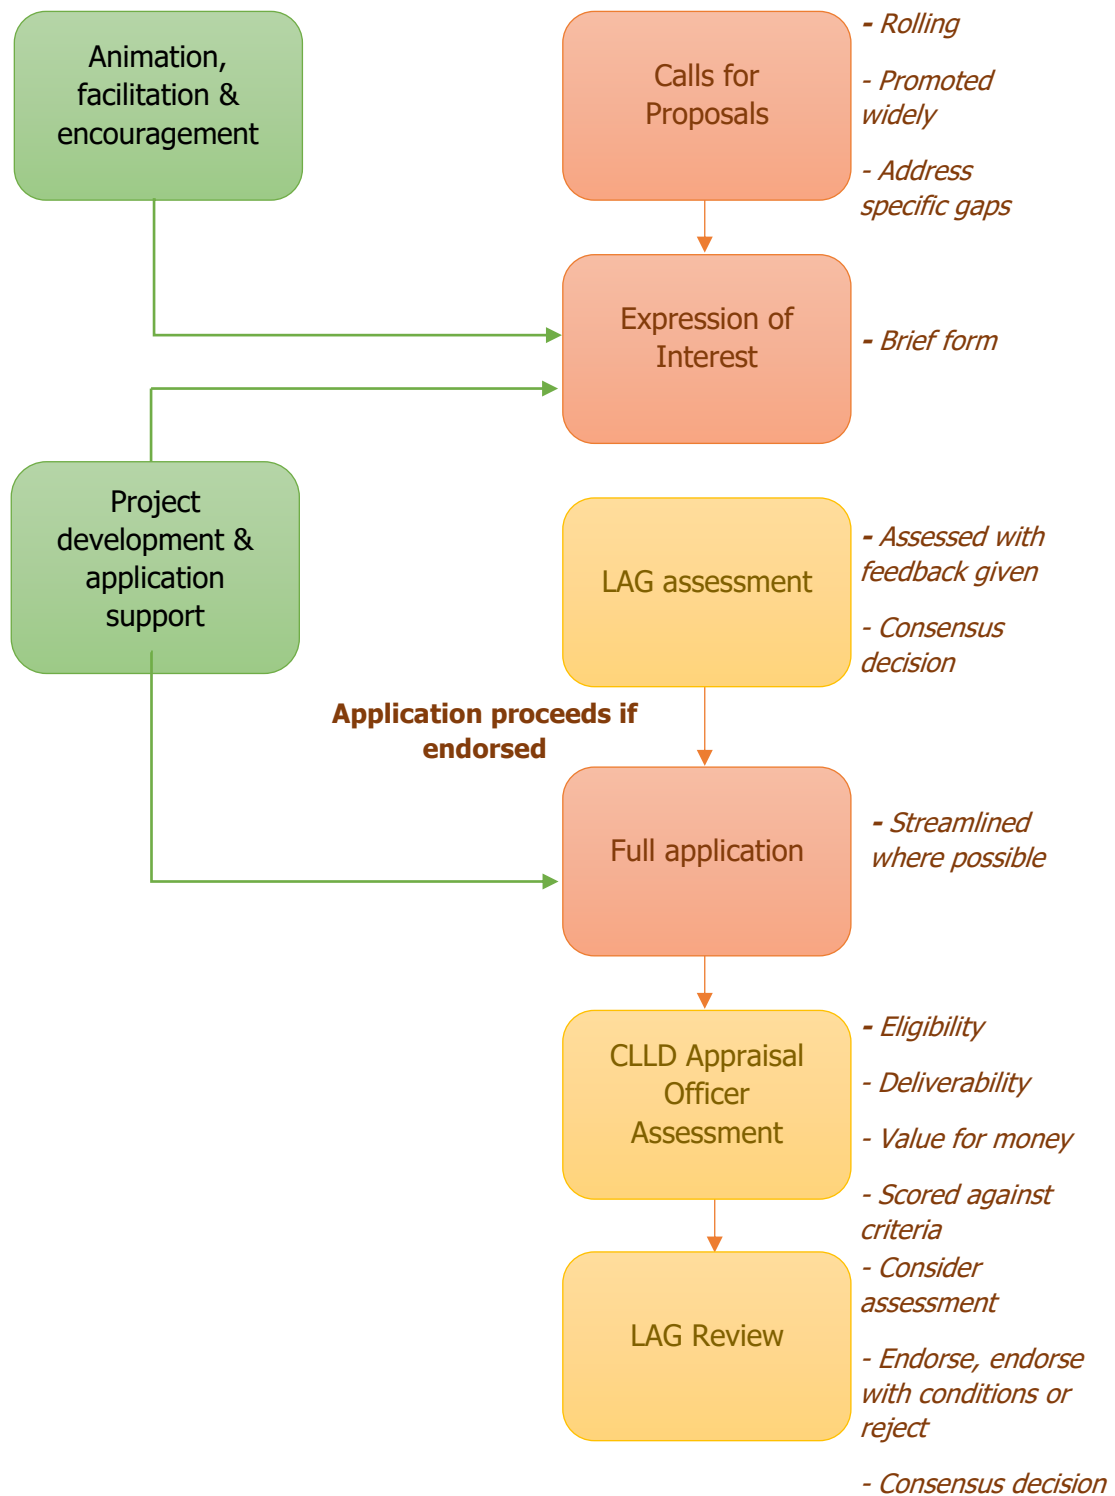 Animation,
facilitation &
encouragement
Calls for
Proposals
- Rolling
- Promoted
widely
- Address
specific gaps
Expression of
Interest
- Brief form
Project
development &
application
support
LAG assessment
- Assessed with
feedback given
- Consensus
decision
Application proceeds if
endorsed
Full application
- Streamlined
where possible
CLLD Appraisal
Officer
Assessment
- Eligibility
- Deliverability
- Value for money
- Scored against
criteria
LAG Review
- Consider
assessment
- Endorse, endorse
with conditions or
reject
- Consensus decision